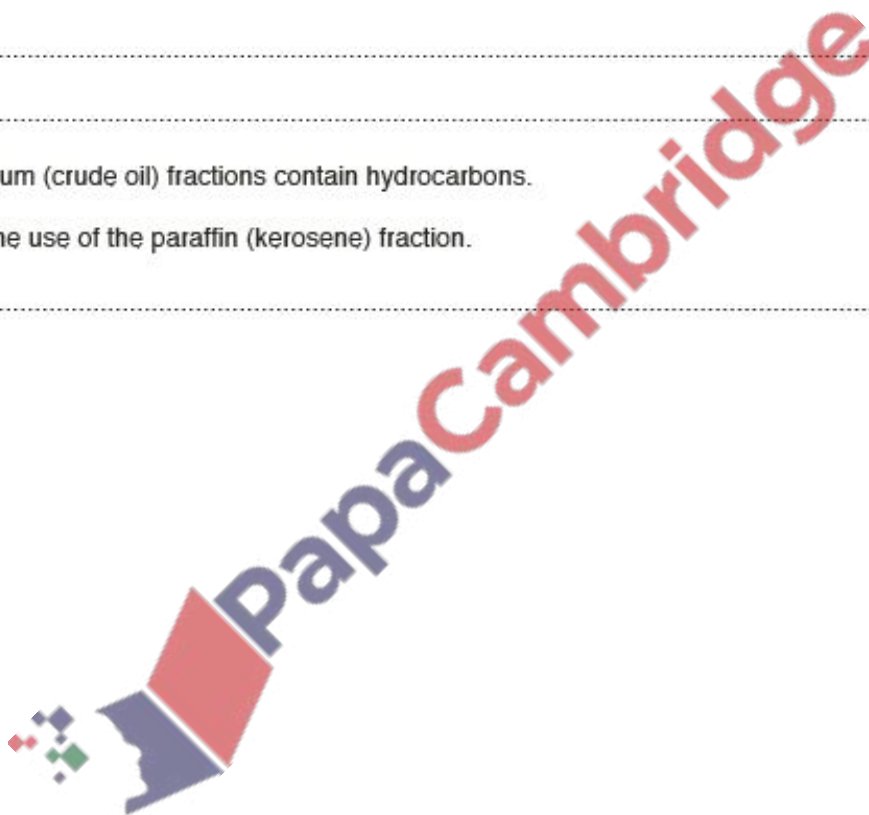 um (crude oil) fractions contain hydrocarbons.
ne use of the paraffin (kerosene) fraction.
PapaCambridge